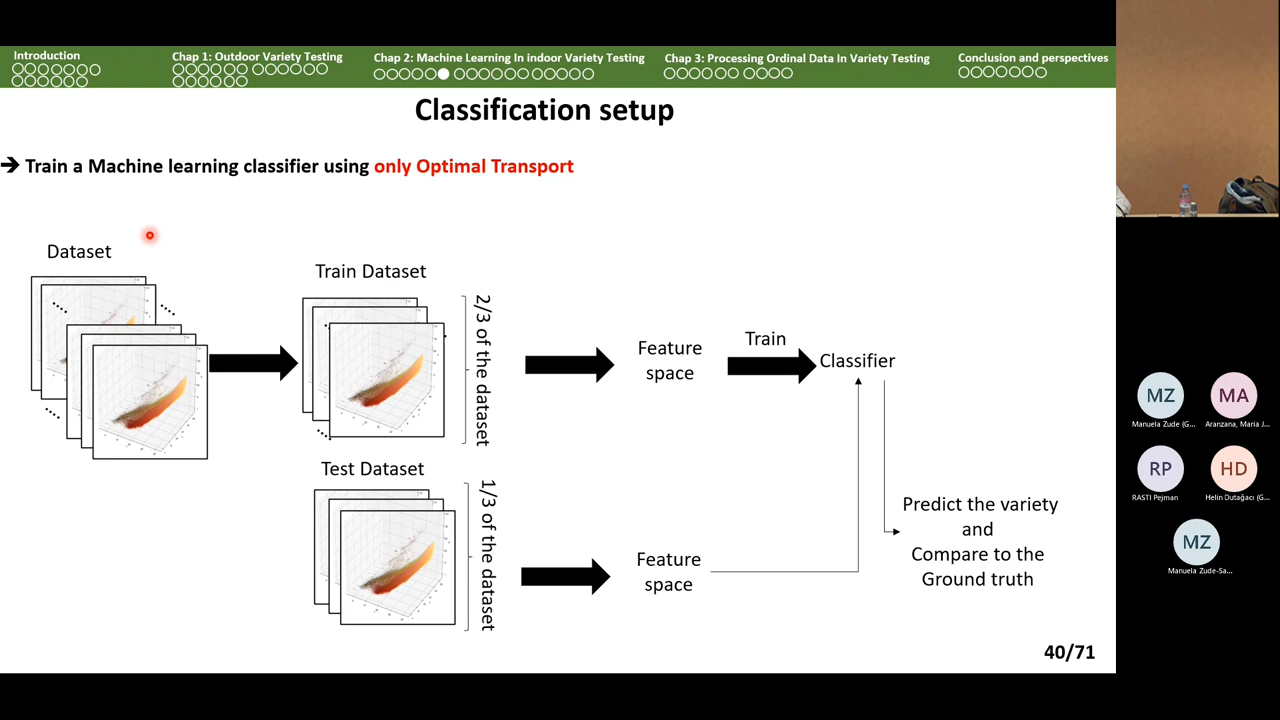 Introduction
Chap 1: Outdoor Variety Testing
Chap 2: Machine Learning In indoor Variety Testing
Chap 3: Processing Ordinal Data In Variety Testing
Conclusion and perspectives
Classification setup
➔ Train a Machine learning classifier using only Optimal Transport
Dataset
Train Dataset
2/3 of the dataset
Feature
space
Train
Classifier
Test Dataset
1/3 of the dataset
Feature
space
Predict the variety
and
Compare to the
Ground truth
40/71
MZ
Manuela Zude (G...
MA
Aranzana, Maria J...
RP
RASTI Pejman
HD
Helin Dutağacı (G...
MZ
Manuela Zude-Sa...